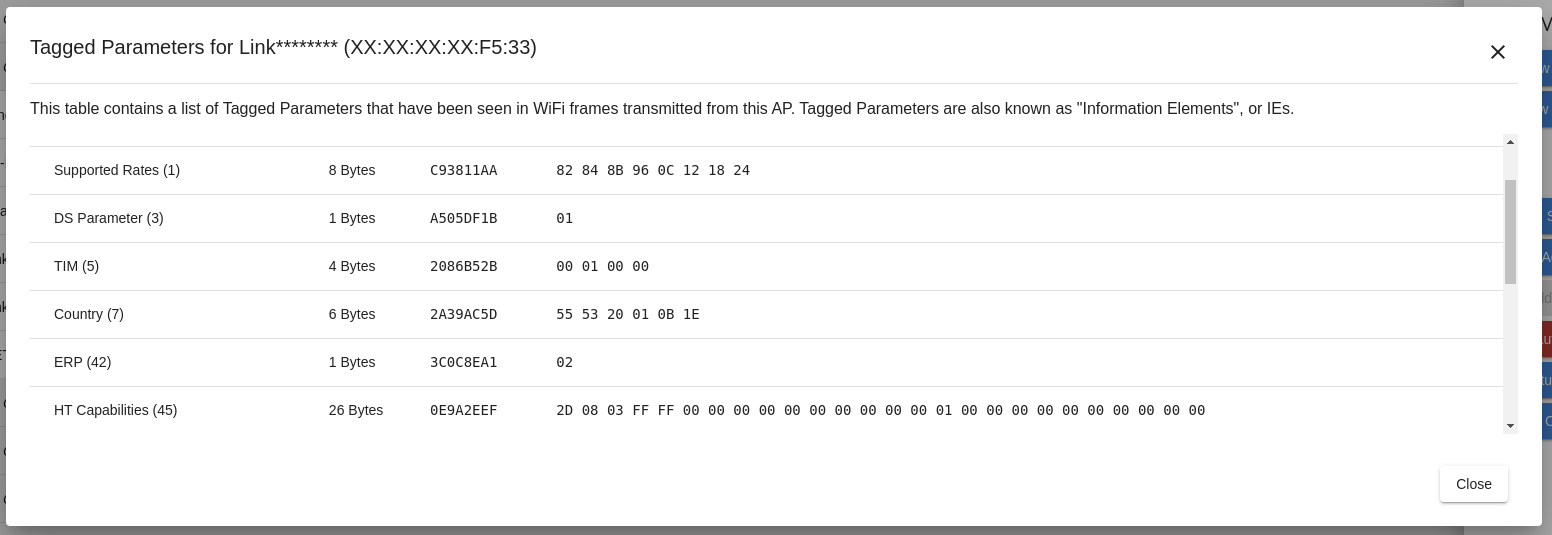 Tagged Parameters for Link******** (XX:XX:XX:XX:F5:33)
This table contains a list of Tagged Parameters that have been seen in WiFi frames transmitted from this AP. Tagged Parameters are also known as "Information Elements", or IEs.
Supported Rates (1) 8 Bytes C93811AA 82 84 8B 96 0C 12 18 24
DS Parameter (3) 1 Bytes A505DF1B 01
TIM (5) 4 Bytes 2086B52B 00 01 00 00
Country (7) 6 Bytes 2A39AC5D 55 53 20 01 0B 1E
ERP (42) 1 Bytes 3C0C8EA1 02
HT Capabilities (45) 26 Bytes 0E9A2EEF 2D 08 03 FF FF 00 00 00 00 00 00 00 00 00 00 01 00 00 00 00 00 00 00 00 00 00
Close